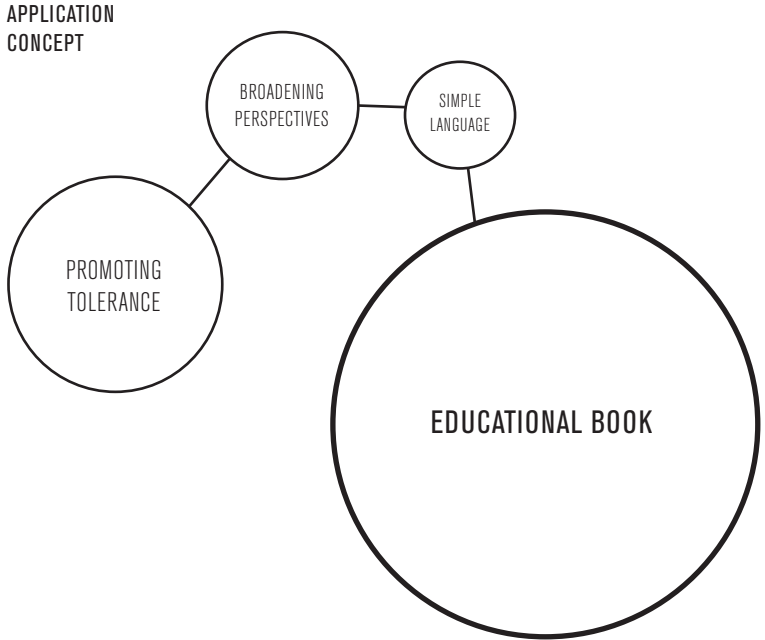 APPLICATION
CONCEPT
BROADENING
PERSPECTIVES
SIMPLE
LANGUAGE
PROMOTING
TOLERANCE
EDUCATIONAL BOOK